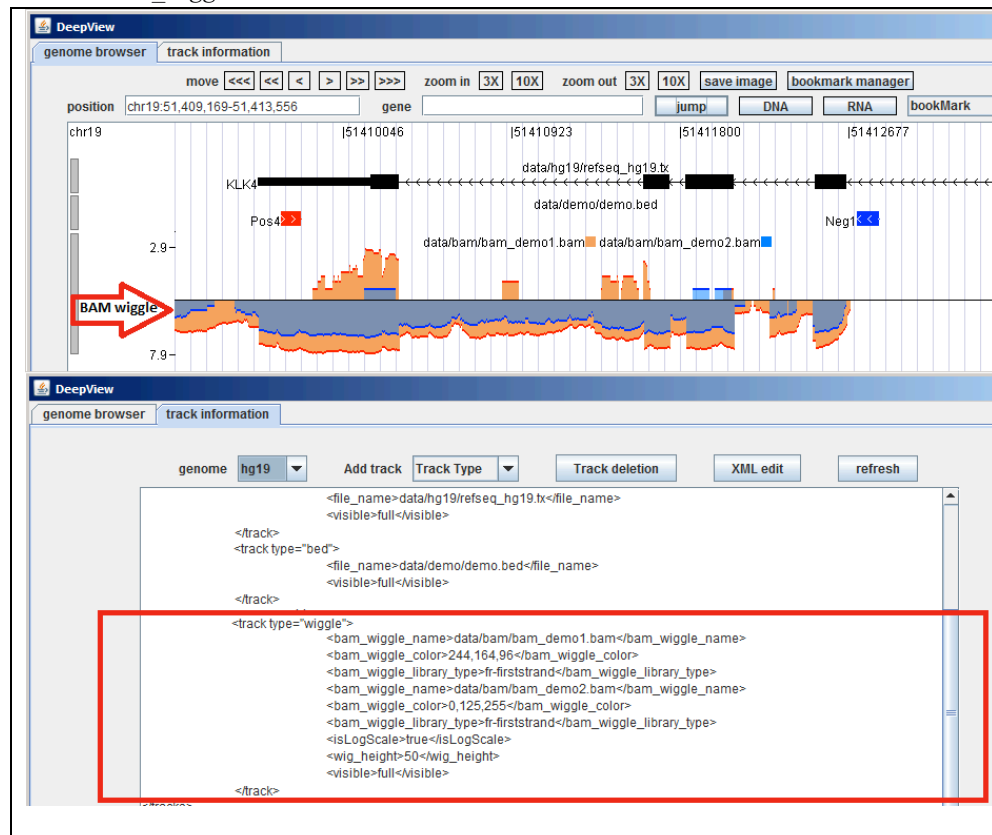 DeepView
genome browser track information
move <<< << < > >> >>> zoom in 3X 10X zoom out 3X 10X save image bookmark manager
position chr19:51,409,169-51,413,556 gene jump DNA RNA bookMark
chr19 |51410046 |51410923 |51411800 |51412677
data/hg19/refseq_hg19.tx
KLK4
data/demo/demo.bed
Pos4 Neg1
2.9- data/bam/bam_demo1.bam data/bam/bam_demo2.bam
BAM wiggle
7.9-
DeepView
genome browser track information
genome hg19 Add track Track Type Track deletion XML edit refresh
<file_name>data/hg19/refseq_hg19.tx</file_name>
<visible>full</visible>
</track>
<track type="bed">
<file_name>data/demo/demo.bed</file_name>
<visible>full</visible>
</track>
<track type="wiggle">
<bam_wiggle_name>data/bam/bam_demo1.bam</bam_wiggle_name>
<bam_wiggle_color>244,164,96</bam_wiggle_color>
<bam_wiggle_library_type>fr-firststrand</bam_wiggle_library_type>
<bam_wiggle_name>data/bam/bam_demo2.bam</bam_wiggle_name>
<bam_wiggle_color>0,125,255</bam_wiggle_color>
<bam_wiggle_library_type>fr-firststrand</bam_wiggle_library_type>
<isLogScale>true</isLogScale>
<wig_height>50</wig_height>
<visible>full</visible>
</track>